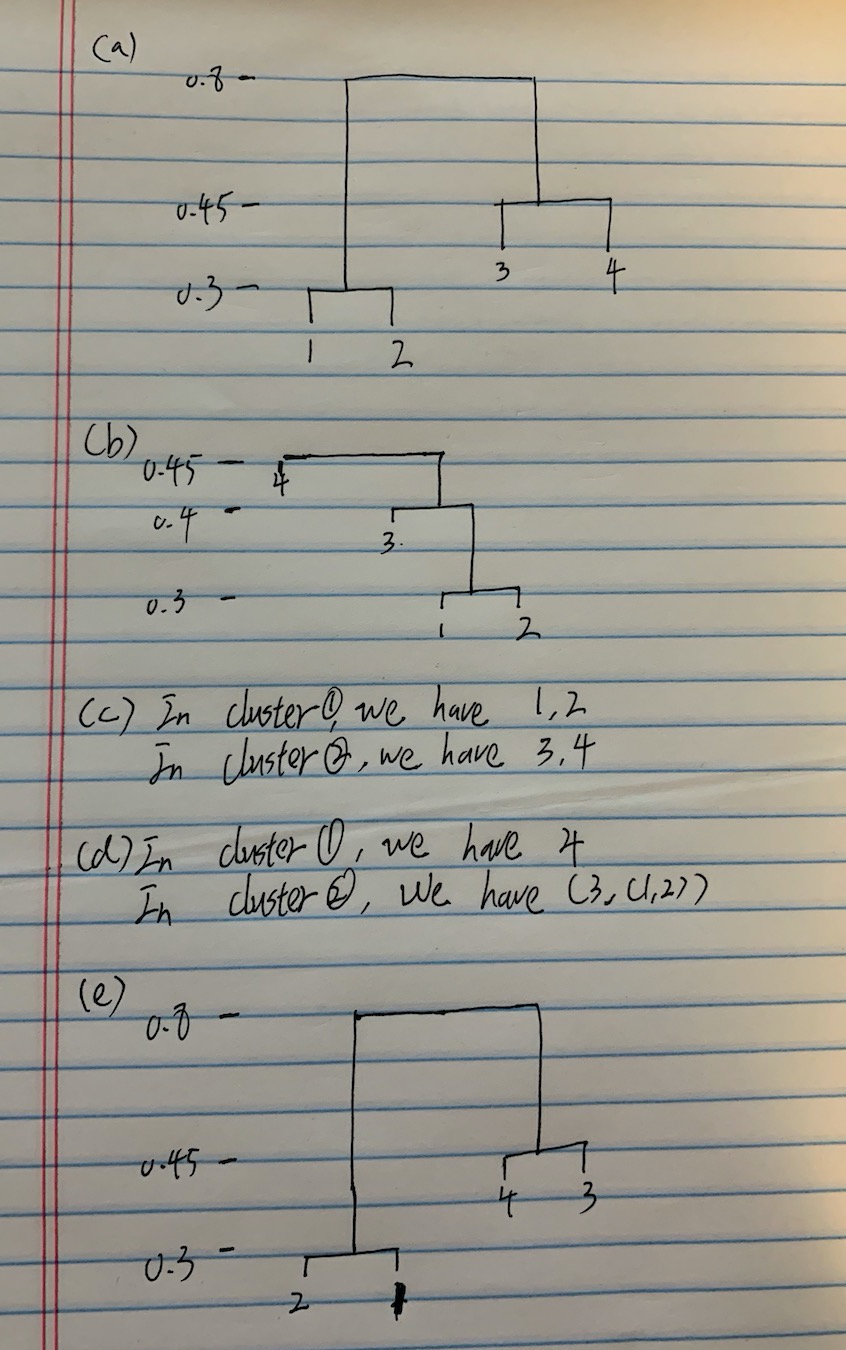 (a)
0.8
0.45
3 4
0.3
1 2
(b)
0.45 4
0.4
3.
0.3
1 2
(c) In cluster ①, we have 1,2
In cluster ②, we have 3,4
(d) In cluster ①, we have 4
In cluster ②, We have (3, (1,2))
(e)
0.8
0.45
4 3
0.3
2 1